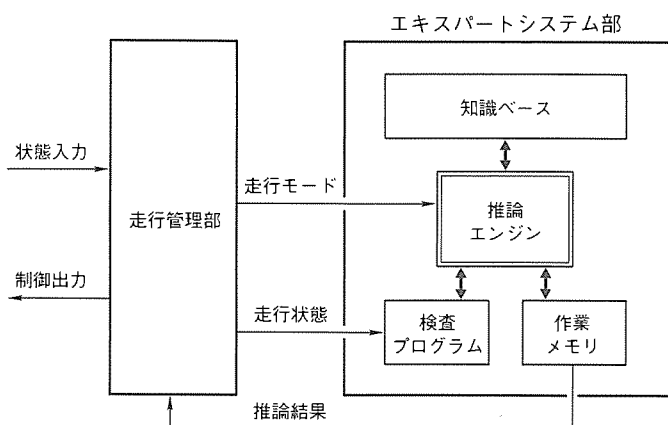 エキスパートシステム部
知識ベース
状態入力
走行モード
走行管理部
推論
エンジン
制御出力
走行状態
検査
プログラム
作業
メモリ
推論結果